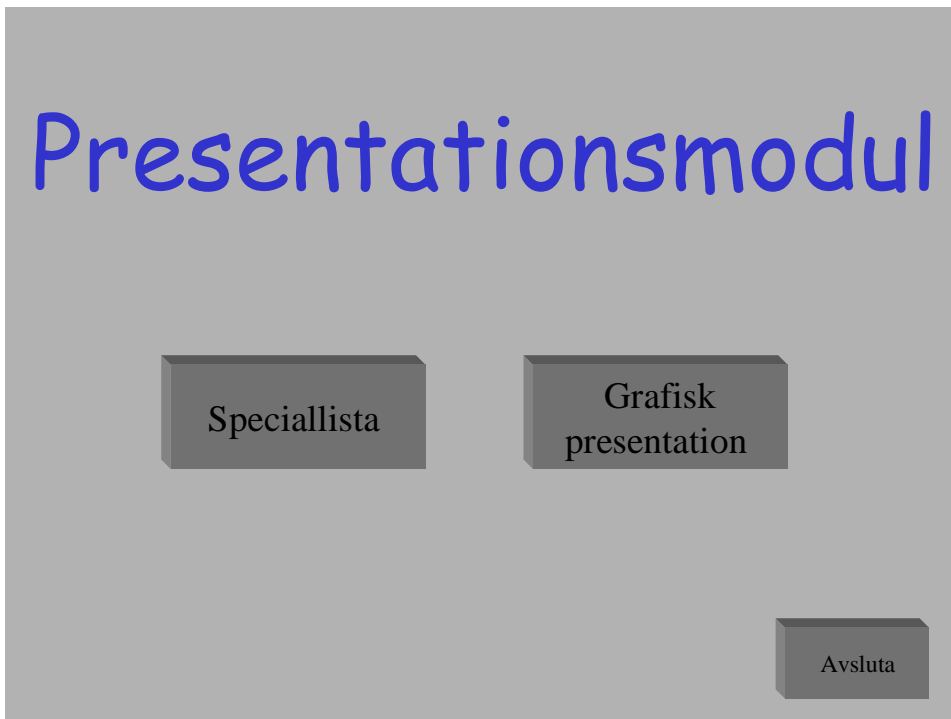 Presentationsmodul
Speciallista
Grafisk
presentation
Avsluta